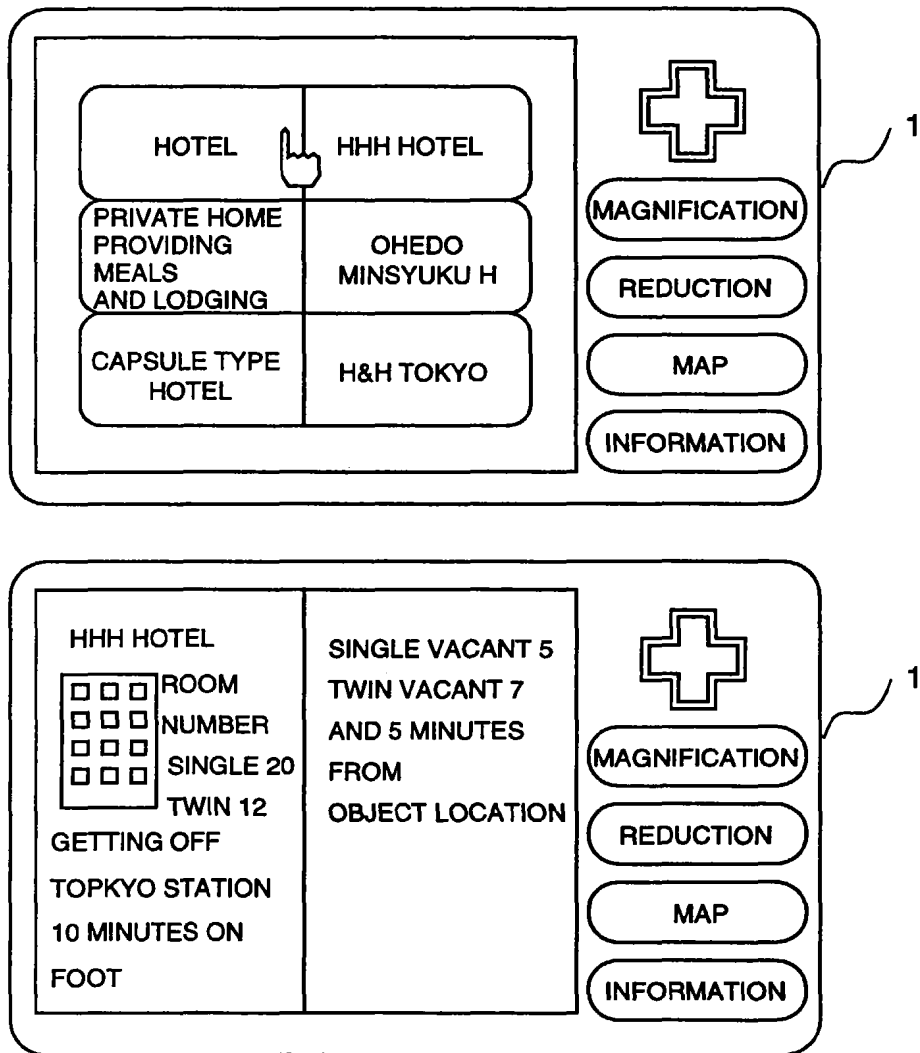 HOTEL
HHH HOTEL
PRIVATE HOME
PROVIDING
MEALS
AND LODGING
OHEDO
MINSYUKU H
CAPSULE TYPE
HOTEL
H&H TOKYO
MAGNIFICATION
REDUCTION
MAP
INFORMATION
1
HHH HOTEL
ROOM
NUMBER
SINGLE 20
TWIN 12
GETTING OFF
TOPKYO STATION
10 MINUTES ON
FOOT
SINGLE VACANT 5
TWIN VACANT 7
AND 5 MINUTES
FROM
OBJECT LOCATION
MAGNIFICATION
REDUCTION
MAP
INFORMATION
1